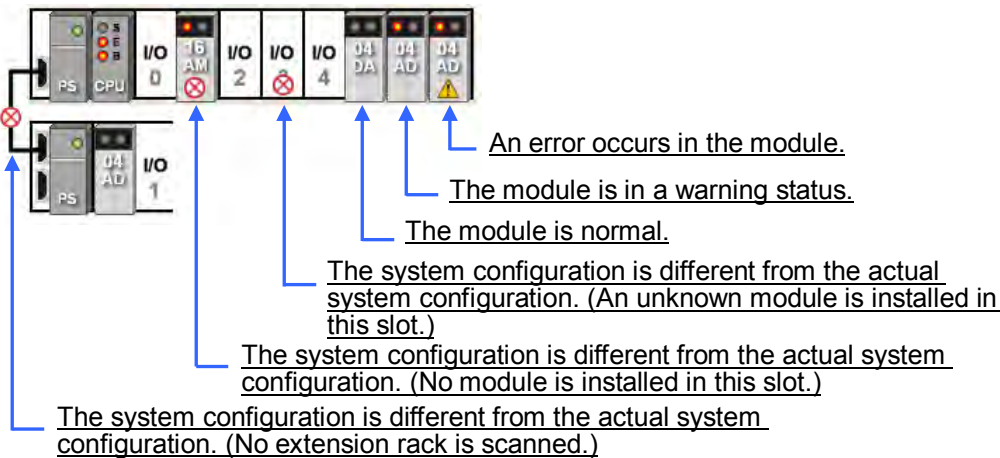 S
E
B
PS
CPU
I/O
0
16
AM
I/O
2
I/O
3
I/O
4
04
DA
04
AD
04
AD
PS
04
AD
I/O
1
An error occurs in the module.
The module is in a warning status.
The module is normal.
The system configuration is different from the actual
system configuration. (An unknown module is installed in
this slot.)
The system configuration is different from the actual system
configuration. (No module is installed in this slot.)
The system configuration is different from the actual system
configuration. (No extension rack is scanned.)